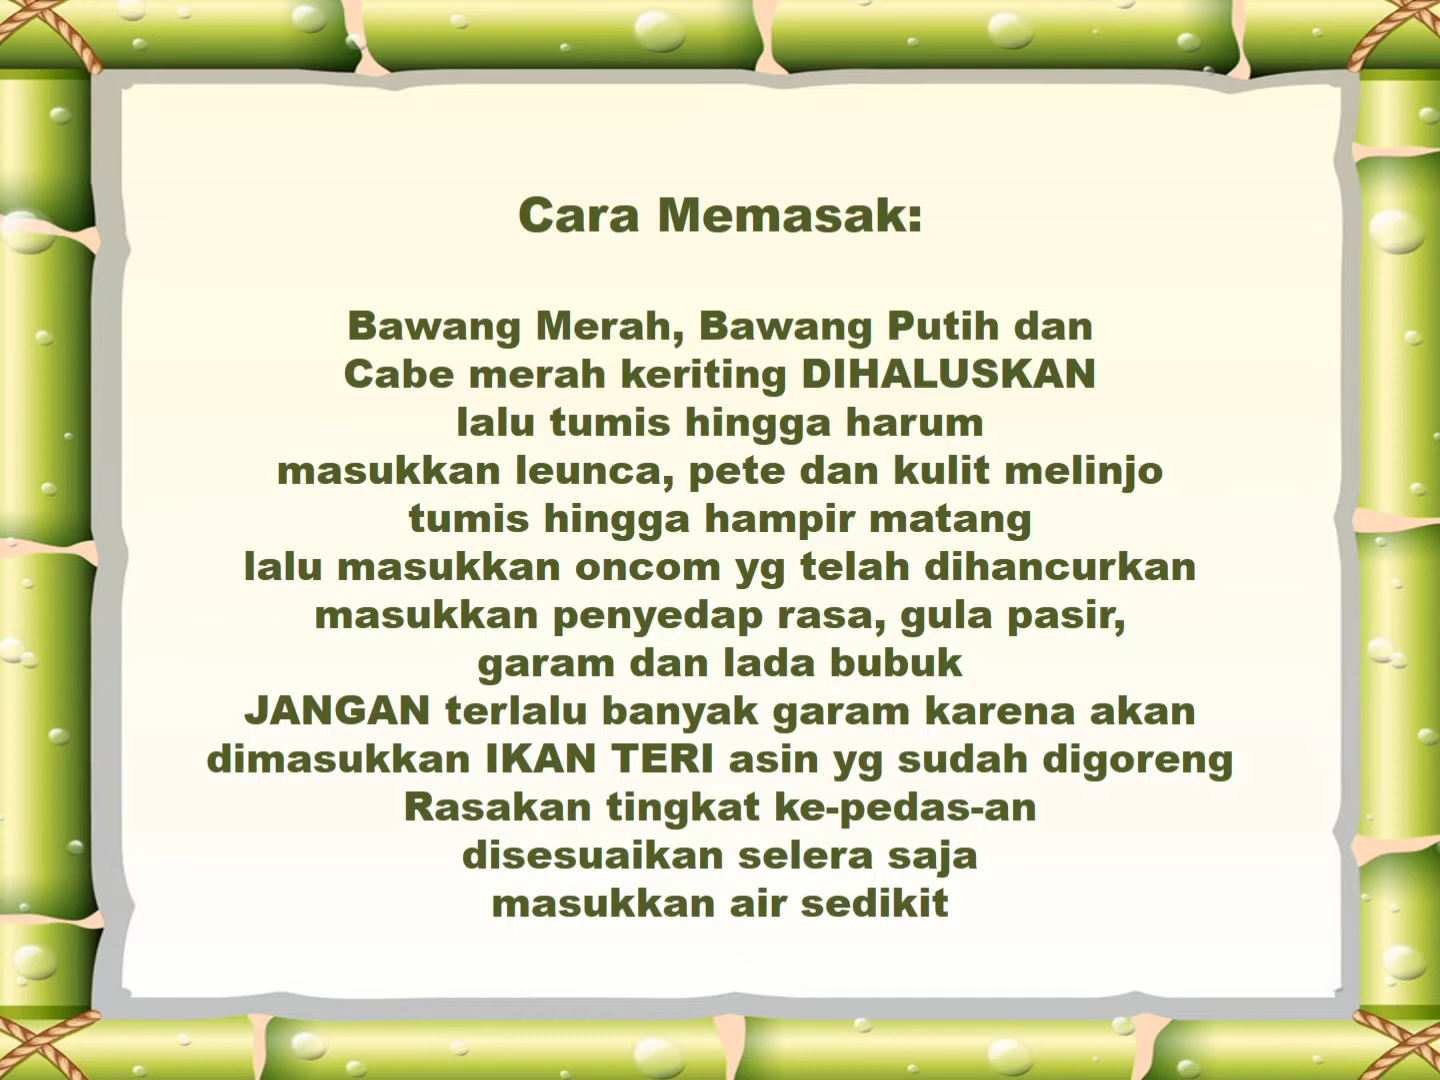 Cara Memasak:
Bawang Merah, Bawang Putih dan
Cabe merah keriting DIHALUSKAN
lalu tumis hingga harum
masukkan leunca, pete dan kulit melinjo
tumis hingga hampir matang
lalu masukkan oncom yg telah dihancurkan
masukkan penyedap rasa, gula pasir,
garam dan lada bubuk
JANGAN terlalu banyak garam karena akan
dimasukkan IKAN TERI asin yg sudah digoreng
Rasakan tingkat ke-pedas-an
disesuaikan selera saja
masukkan air sedikit